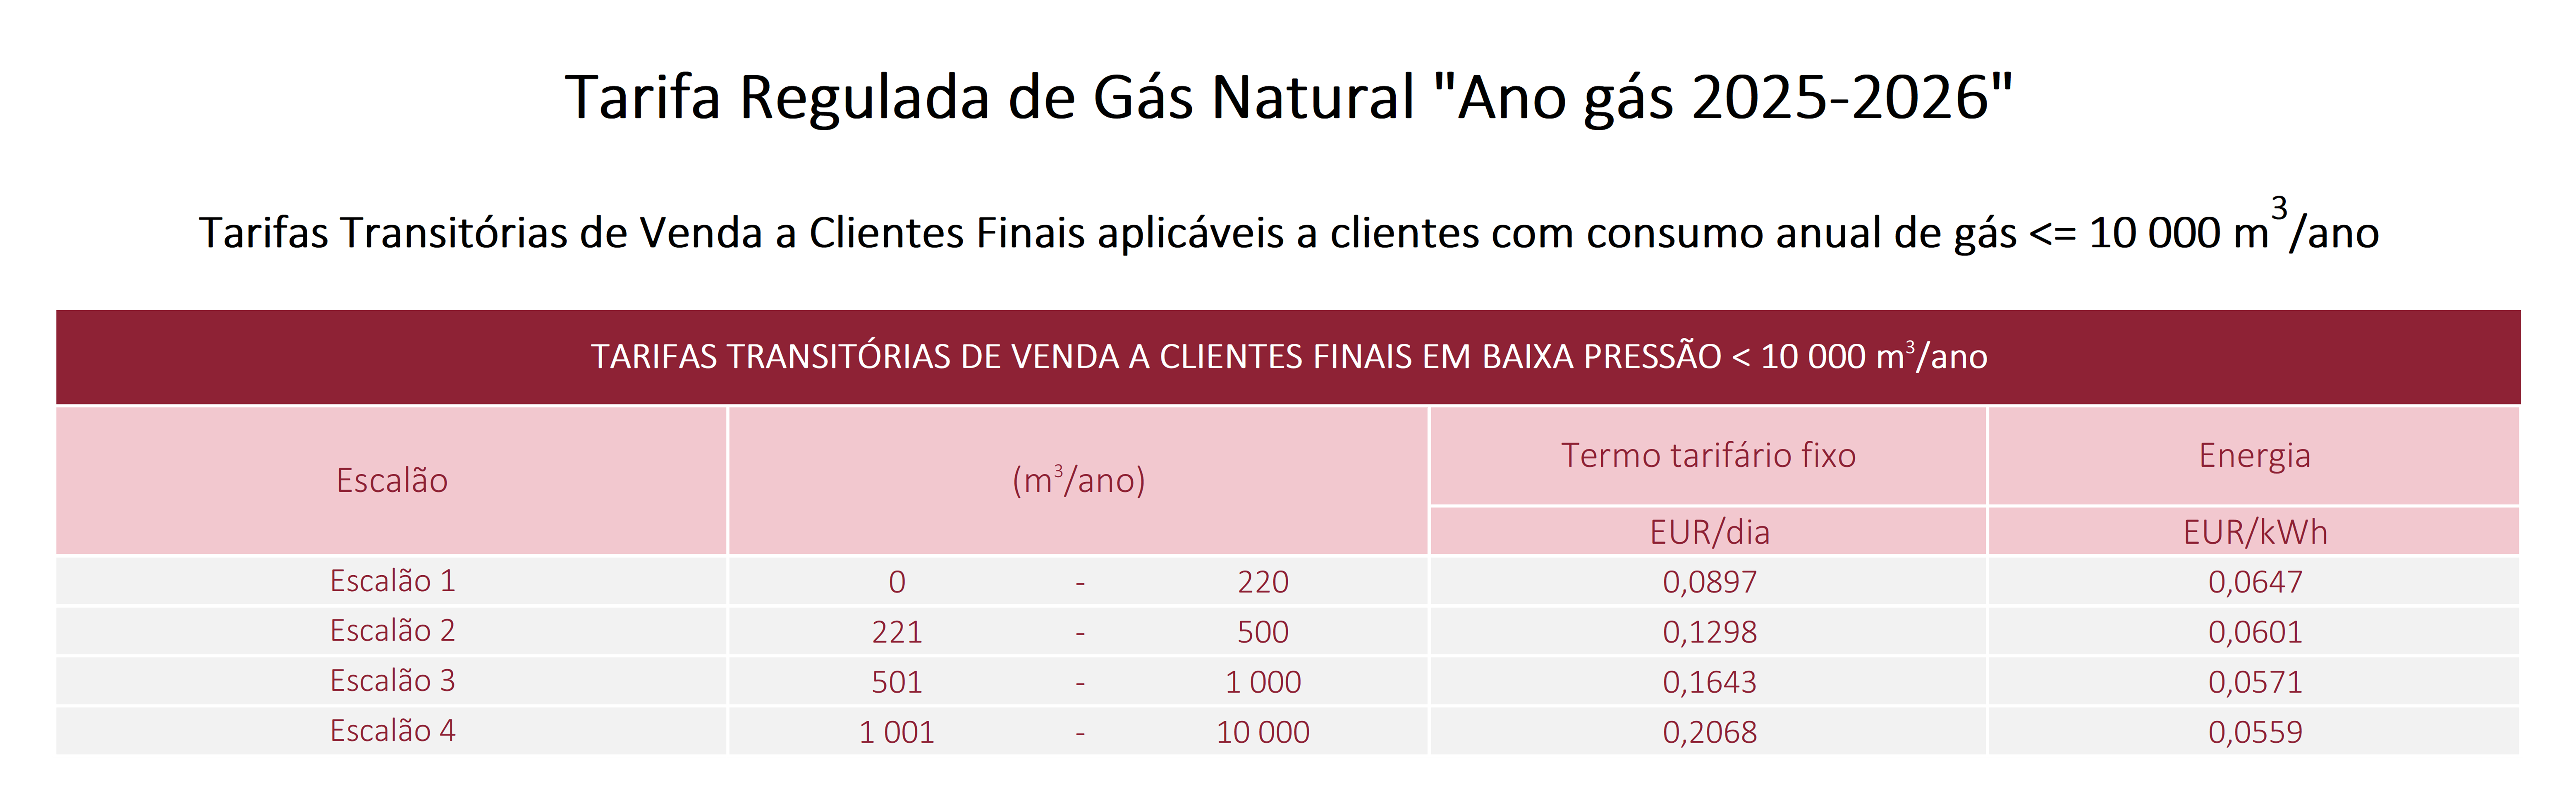 Tarifa Regulada de Gás Natural "Ano gás 2025-2026"
Tarifas Transitórias de Venda a Clientes Finais aplicáveis a clientes com consumo anual de gás <= 10 000 m³/ano
TARIFAS TRANSITÓRIAS DE VENDA A CLIENTES FINAIS EM BAIXA PRESSÃO < 10 000 m³/ano
Escalão (m³/ano) Termo tarifário fixo Energia
EUR/dia EUR/kWh
Escalão 1 0 - 220 0,0897 0,0647
Escalão 2 221 - 500 0,1298 0,0601
Escalão 3 501 - 1 000 0,1643 0,0571
Escalão 4 1 001 - 10 000 0,2068 0,0559